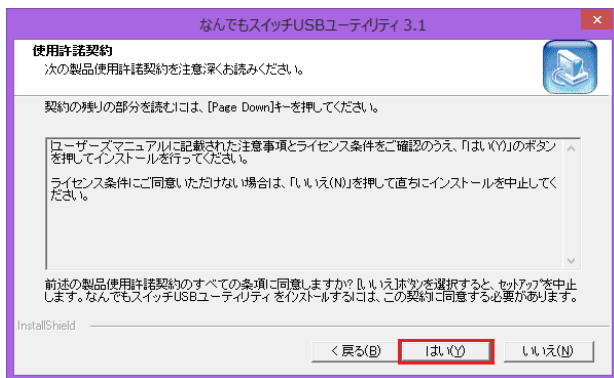 なんでもスイッチUSBユーティリティ 3.1
×
使用許諾契約
次の製品使用許諾契約を注意深くお読みください。
契約の残りの部分を読むには、[Page Down]キーを押してください。
ユーザーズマニュアルに記載された注意事項とライセンス条件をご確認のうえ、「はい(Y)」のボタン
を押してインストールを行ってください。
ライセンス条件にご同意いただけない場合は、「いいえ(N)」を押して直ちにインストールを中止してく
ださい。
前述の製品使用許諾契約のすべての条項に同意しますか? [いいえ]ボタンを選択すると、セットアップを中止
します。なんでもスイッチUSBユーティリティ をインストールするには、この契約に同意する必要があります。
InstallShield
< 戻る(B)
はい(Y)
いいえ(N)